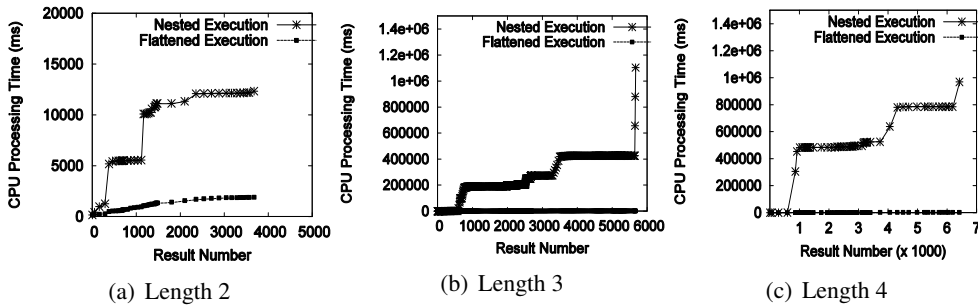 CPU Processing Time (ms)
20000
15000
10000
5000
0
Nested Execution
Flattened Execution
0 1000 2000 3000 4000 5000
Result Number
(a) Length 2
CPU Processing Time (ms)
1.4e+06
1.2e+06
1e+06
800000
600000
400000
200000
0
Nested Execution
Flattened Execution
0 1000 2000 3000 4000 5000 6000
Result Number
(b) Length 3
CPU Processing Time (ms)
1.4e+06
1.2e+06
1e+06
800000
600000
400000
200000
0
Nested Execution
Flattened Execution
1 2 3 4 5 6 7
Result Number (x 1000)
(c) Length 4